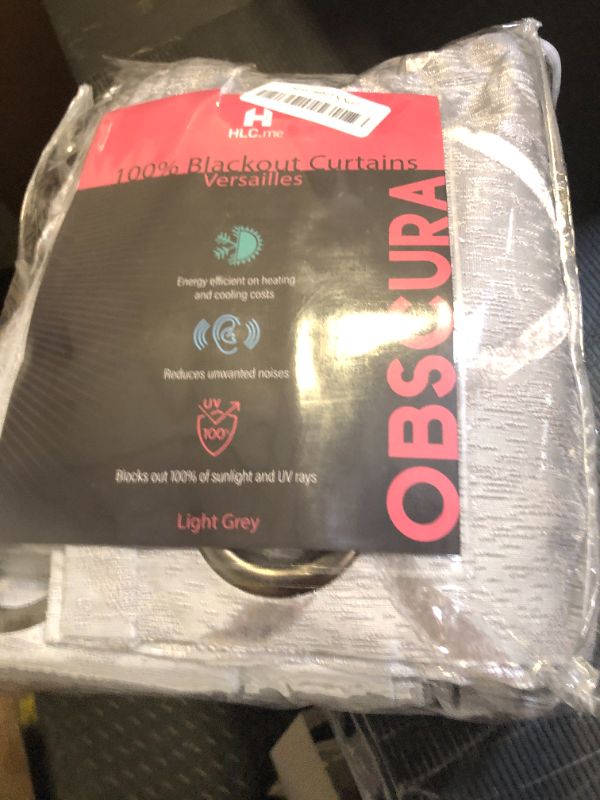 HLC.me
100% Blackout Curtains
Versailles
OBSCURA
Energy efficient on heating
and cooling costs
Reduces unwanted noises
UV
100%
Blocks out 100% of sunlight and UV rays
Light Grey